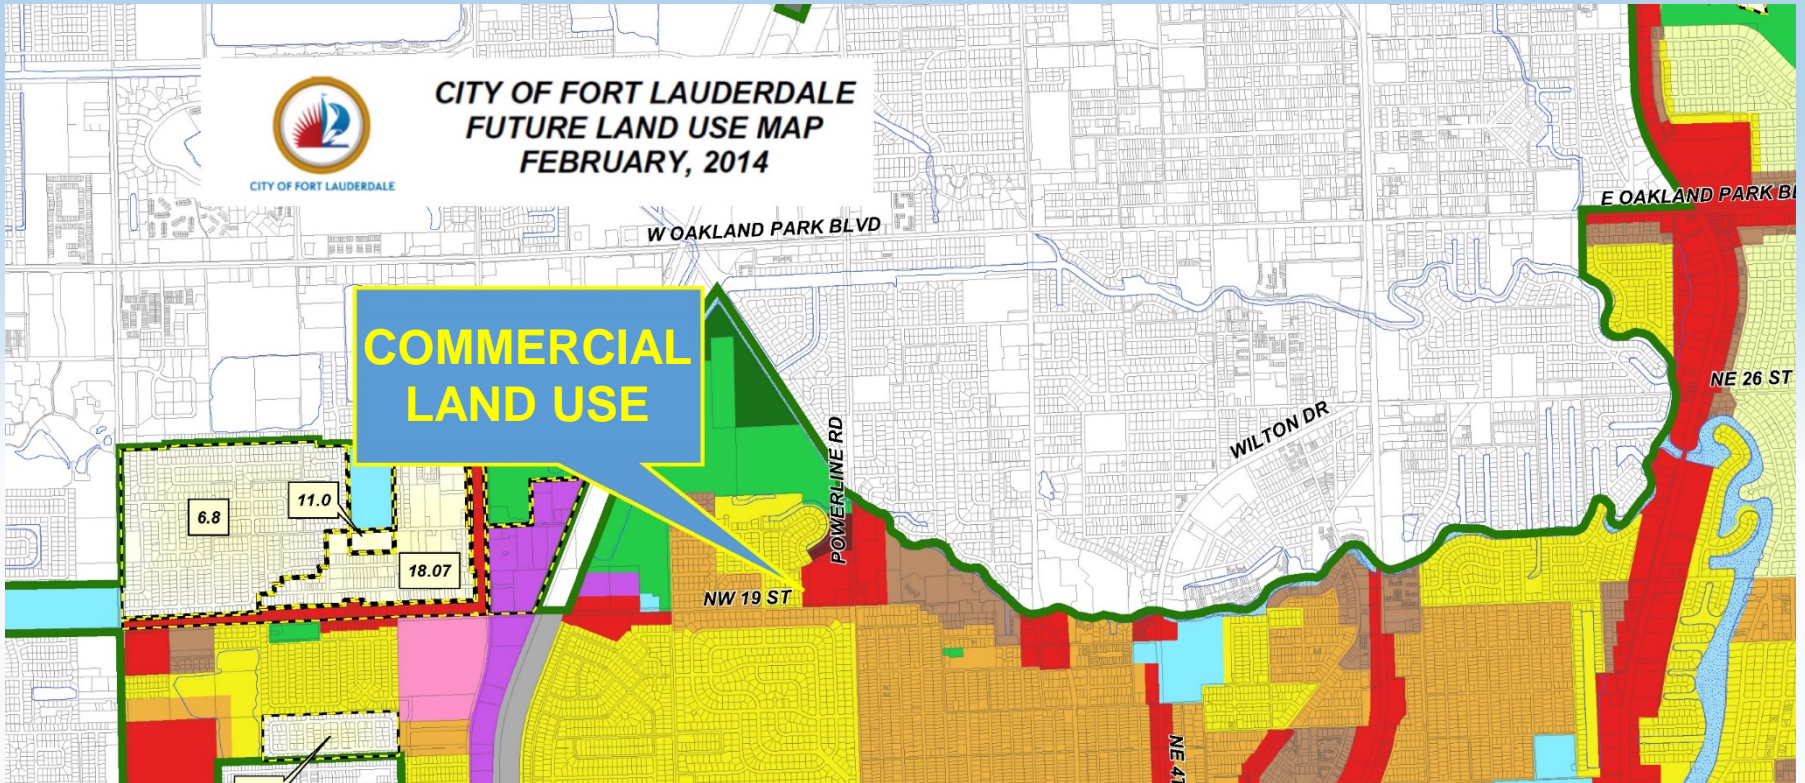 CITY OF FORT LAUDERDALE
FUTURE LAND USE MAP
FEBRUARY, 2014
CITY OF FORT LAUDERDALE
E OAKLAND PARK
W OAKLAND PARK BLVD
COMMERCIAL
LAND USE
NE 26 ST
WILTON DR
POWERLINE RD
11.0
6.8
18.07
NW 19 ST
NE